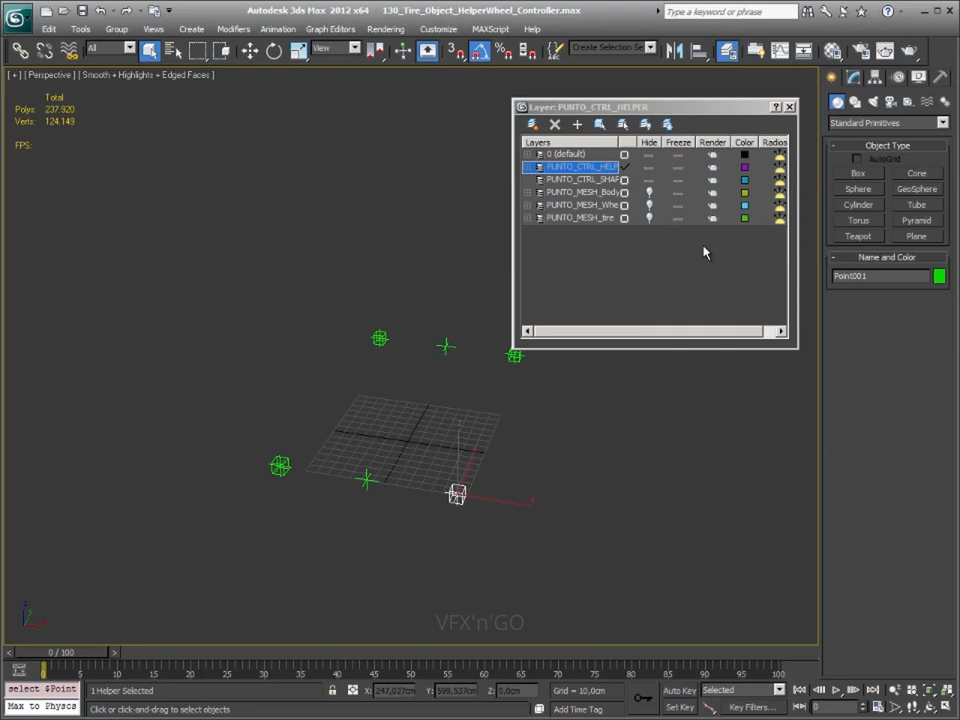 Autodesk 3ds Max 2012 x64    130_Tire_Object_HelperWheel_Controller.max
Type a keyword or phrase
Edit Tools Group Views Create Modifiers Animation Graph Editors Rendering Customize MAXScript Help
All View Create Selection Se
[ + ] [ Perspective ] [ Smooth + Highlights + Edged Faces ]
Total
Polys: 237.920
Verts: 124.149
FPS:
Layer: PUNTO_CTRL_HELPER
Layers Hide Freeze Render Color Radios
0 (default)
PUNTO_CTRL_HELP
PUNTO_CTRL_SHAF
PUNTO_MESH_Body
PUNTO_MESH_Whe
PUNTO_MESH_tire
Standard Primitives
Object Type
AutoGrid
Box Cone
Sphere GeoSphere
Cylinder Tube
Torus Pyramid
Teapot Plane
Name and Color
Point001
VFX'n'GO
0 / 100
0 5 10 15 20 25 30 35 40 45 50 55 60 65 70 75 80 85 90 95 100
select $Point
1 Helper Selected
X: 247,027cm Y: 599,537cm Z: 0,0cm
Grid = 10,0cm
Auto Key Selected
Max to Physcs
Click or click-and-drag to select objects
Add Time Tag
Set Key Key Filters... 0